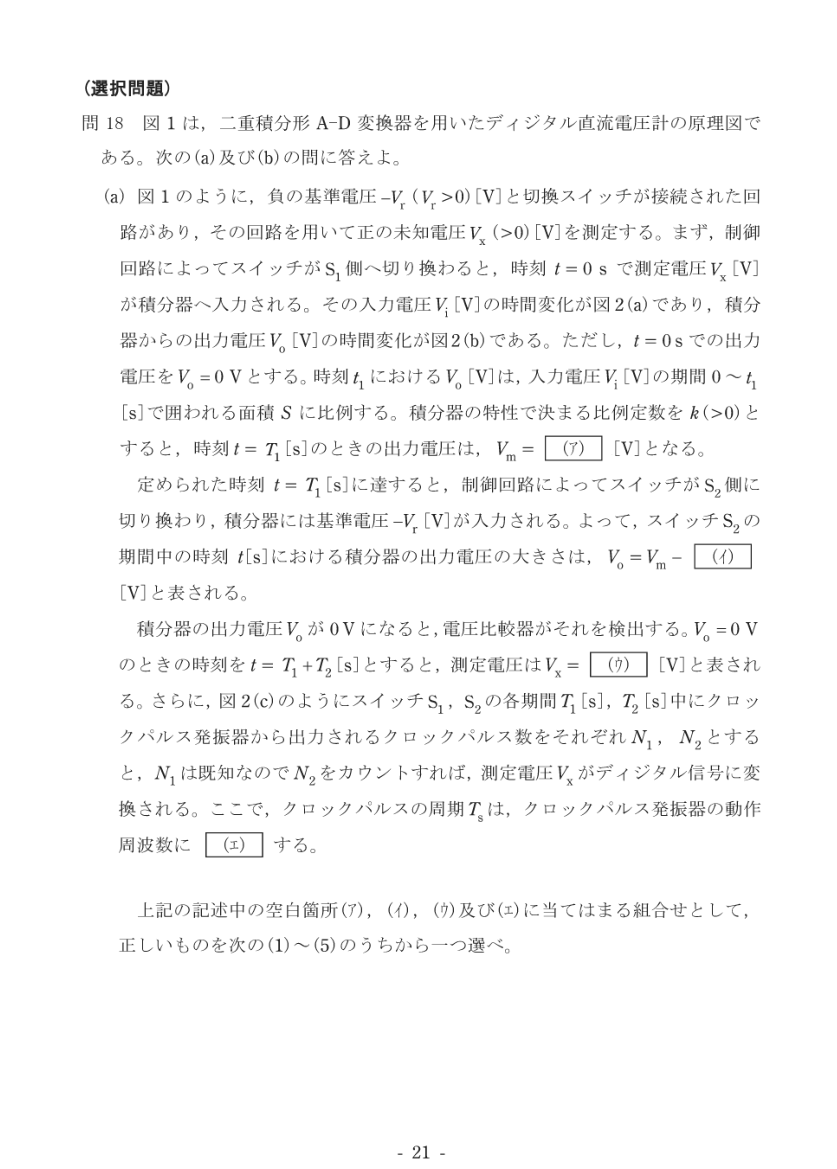 (選択問題)
問 18 図 1 は，二重積分形 A-D 変換器を用いたディジタル直流電圧計の原理図で
ある。次の(a)及び(b)の問に答えよ。
(a) 図 1 のように，負の基準電圧 –Vr ( Vr >0)[V]と切換スイッチが接続された回
路があり，その回路を用いて正の未知電圧 Vx (>0)[V]を測定する。まず，制御
回路によってスイッチが S1 側へ切り換わると，時刻 t = 0 s で測定電圧 Vx [V]
が積分器へ入力される。その入力電圧 Vi [V]の時間変化が図 2(a)であり，積分
器からの出力電圧 Vo [V]の時間変化が図2(b)である。ただし，t = 0 s での出力
電圧を Vo = 0 V とする。時刻 t1 における Vo [V]は，入力電圧 Vi [V]の期間 0 ～ t1
[s]で囲われる面積 S に比例する。積分器の特性で決まる比例定数を k (>0)と
すると，時刻 t = T1 [s]のときの出力電圧は，Vm = (ア) [V]となる。
定められた時刻 t = T1 [s]に達すると，制御回路によってスイッチが S2 側に
切り換わり，積分器には基準電圧 –Vr [V]が入力される。よって，スイッチ S2 の
期間中の時刻 t[s]における積分器の出力電圧の大きさは，Vo = Vm – (イ)
[V]と表される。
積分器の出力電圧 Vo が 0 V になると，電圧比較器がそれを検出する。Vo = 0 V
のときの時刻を t = T1 + T2 [s]とすると，測定電圧は Vx = (ウ) [V]と表され
る。さらに，図 2(c)のようにスイッチ S1，S2 の各期間 T1 [s]，T2 [s]中にクロッ
クパルス発振器から出力されるクロックパルス数をそれぞれ N1，N2 とする
と，N1 は既知なので N2 をカウントすれば，測定電圧 Vx がディジタル信号に変
換される。ここで，クロックパルスの周期 Ts は，クロックパルス発振器の動作
周波数に (エ) する。
上記の記述中の空白箇所(ア)，(イ)，(ウ)及び(エ)に当てはまる組合せとして，
正しいものを次の(1)～(5)のうちから一つ選べ。
- 21 -